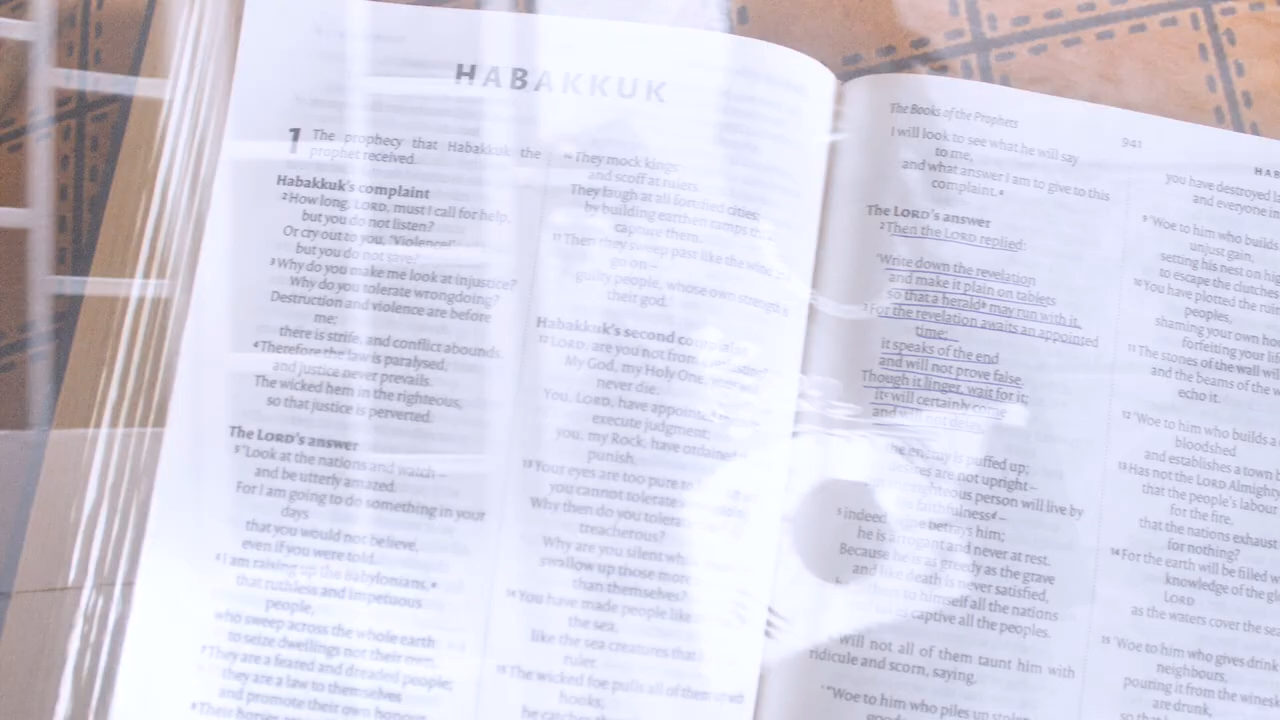 HABAKKUK
1 The prophecy that Habakkuk the
prophet received.
Habakkuk's complaint
2 How long, LORD, must I call for help,
but you do not listen?
Or cry out to you, "Violence!"
but you do not save?
3 Why do you make me look at injustice?
Why do you tolerate wrongdoing?
Destruction and violence are before
me;
there is strife, and conflict abounds.
4 Therefore the law is paralysed,
and justice never prevails.
The wicked hem in the righteous,
so that justice is perverted.
The LORD's answer
5 'Look at the nations and watch –
and be utterly amazed.
For I am going to do something in your
days
that you would not believe,
even if you were told.
6 I am raising up the Babylonians,
that ruthless and impetuous
people,
who sweep across the whole earth
to seize dwellings not their own.
7 They are a feared and dreaded people;
they are a law to themselves
and promote their own honour.
8 Their horses
10 They mock kings
and scoff at rulers.
They laugh at all fortified cities;
by building earthen ramps they
capture them.
11 Then they sweep past like the wind
go on –
guilty people, whose own strength is
their god.
Habakkuk's second complaint
12 LORD, are you not from everlasting?
My God, my Holy One,
never die.
You, LORD, have appointed
execute judgment;
you, my Rock, have ordained
punish.
13 Your eyes are too pure to
you cannot tolerate
Why then do you tolerate
treacherous?
Why are you silent
swallow up those more
than themselves?
14 You have made people like
the sea,
like the sea creatures that
ruler.
15 The wicked foe pulls all of them up with
hooks,
he catches
The Books of the Prophets
941
I will look to see what he will say
to me,
and what answer I am to give to this
complaint.
The LORD's answer
2 Then the LORD replied:
'Write down the revelation
and make it plain on tablets
so that a herald may run with it.
3 For the revelation awaits an appointed
time;
it speaks of the end
and will not prove false.
Though it linger, wait for it;
it will certainly come
and will not delay.
the enemy is puffed up;
desires are not upright –
righteous person will live by
faithfulness –
5 indeed, wine betrays him;
he is arrogant and never at rest.
Because he is as greedy as the grave
and like death is never satisfied,
to himself all the nations
captive all the peoples.
Will not all of them taunt him with
ridicule and scorn, saying,
'"Woe to him who piles up stolen
goods
HAB
you have destroyed
and everyone in
9 'Woe to him who builds
unjust gain,
setting his nest on
to escape the clutches
10 You have plotted the ruin
peoples,
shaming your own
forfeiting your
11 The stones of the wall will
and the beams of the
echo it.
12 'Woe to him who builds a
bloodshed
and establishes a town
13 Has not the LORD Almighty
that the people's labour
for the fire,
that the nations exhaust
for nothing?
14 For the earth will be filled
knowledge of the
LORD
as the waters cover the sea.
15 'Woe to him who gives drink
neighbours,
pouring it from the
are drunk,